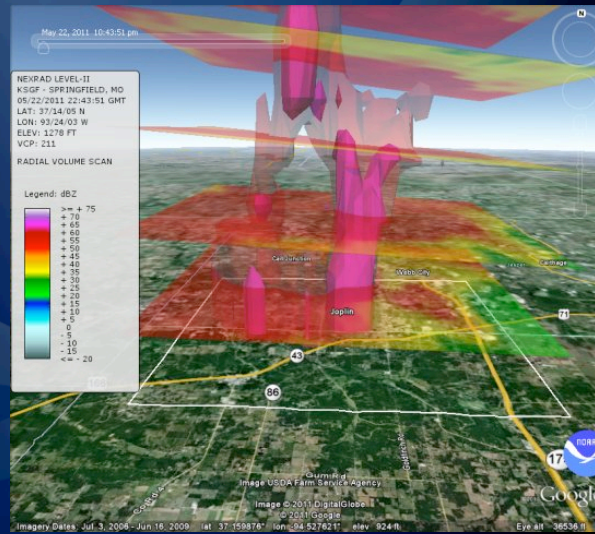 May 22, 2011 10:43:51 pm
N
NEXRAD LEVEL-II
KSGF - SPRINGFIELD, MO
05/22/2011 22:43:51 GMT
LAT: 37/14/05 N
LON: 93/24/03 W
ELEV: 1278 FT
VCP: 211
RADIAL VOLUME SCAN
Legend: dBZ
>= + 75
+ 70
+ 65
+ 60
+ 55
+ 50
+ 45
+ 40
+ 35
+ 30
+ 25
+ 20
+ 15
+ 10
+ 5
0
- 5
- 10
- 15
<= - 20
Carl Junction
Webb City
Carthage
Joplin
71
43
86
17
NOAA
Image USDA Farm Service Agency
Image © 2011 DigitalGlobe
© 2011 Google
Google
Imagery Dates Jul 3, 2006 - Jun 16, 2009 lat 37.159876° lon -94.527621° elev 924 ft Eye alt 36536 ft